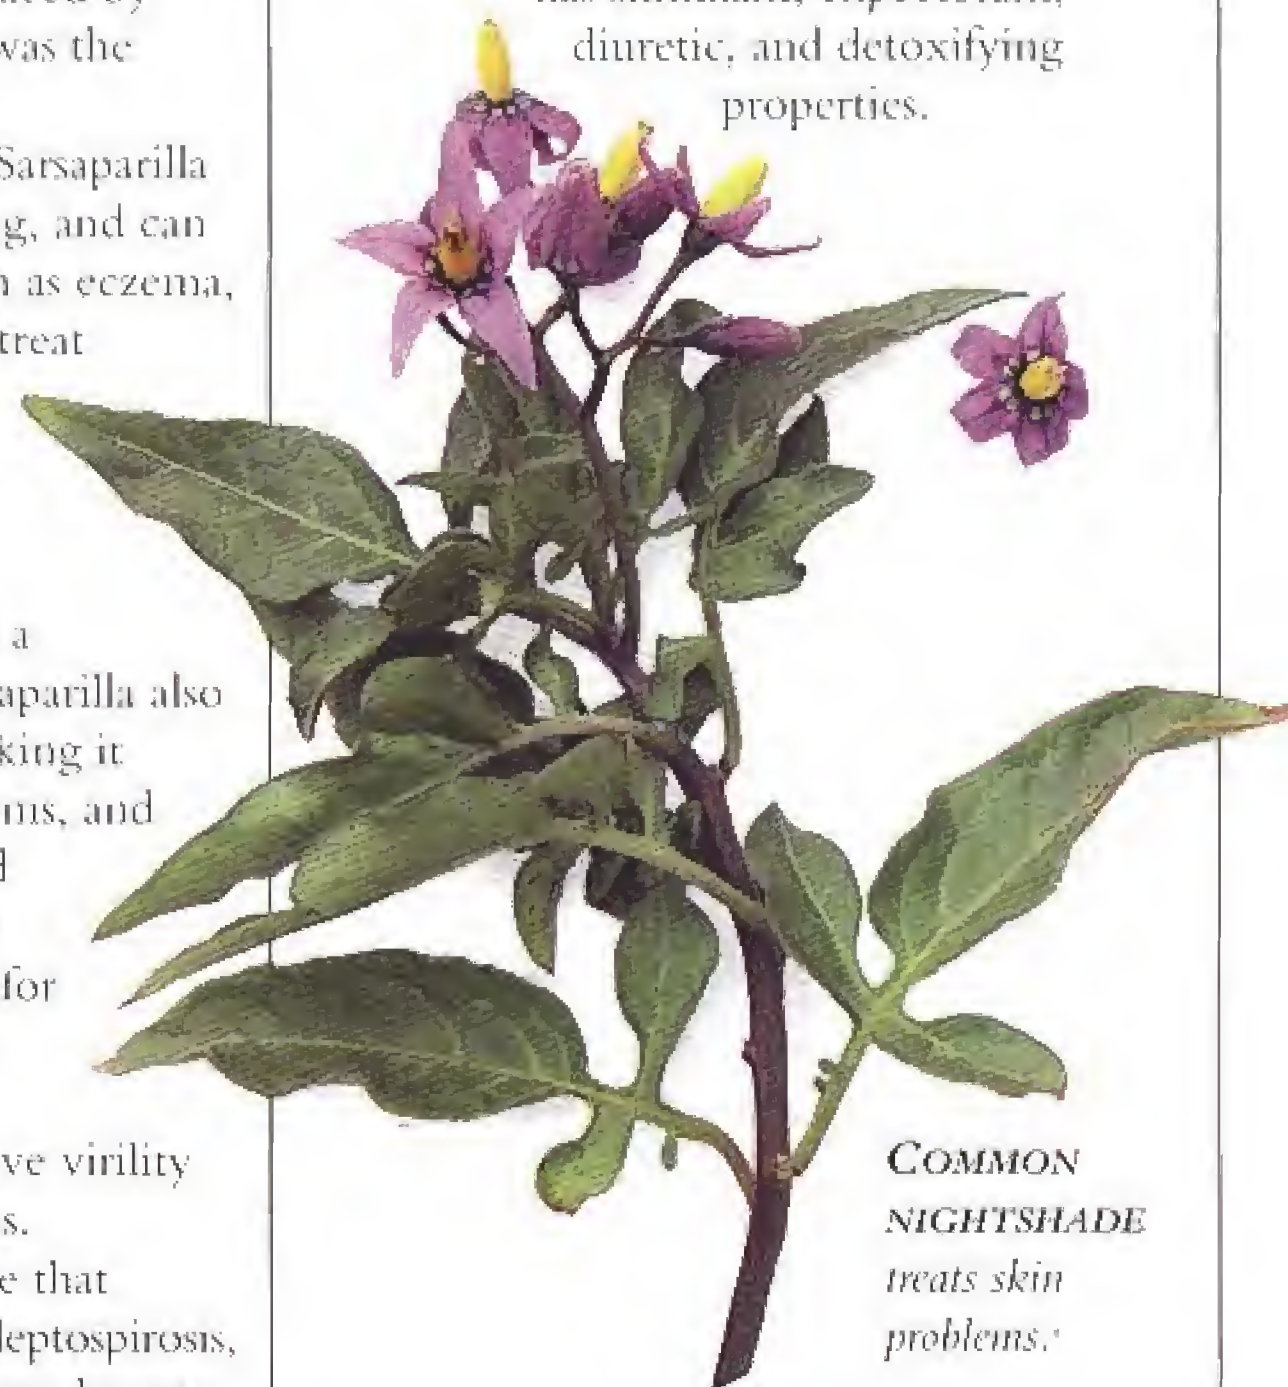 was the
Sarsaparilla
g, and can
as eczema,
treat
a
aparilla also
king it
ms, and
for
ve virility
s.
e that
leptospirosis,
diuretic, and detoxifying
properties.
COMMON
NIGHTSHADE
treats skin
problems.